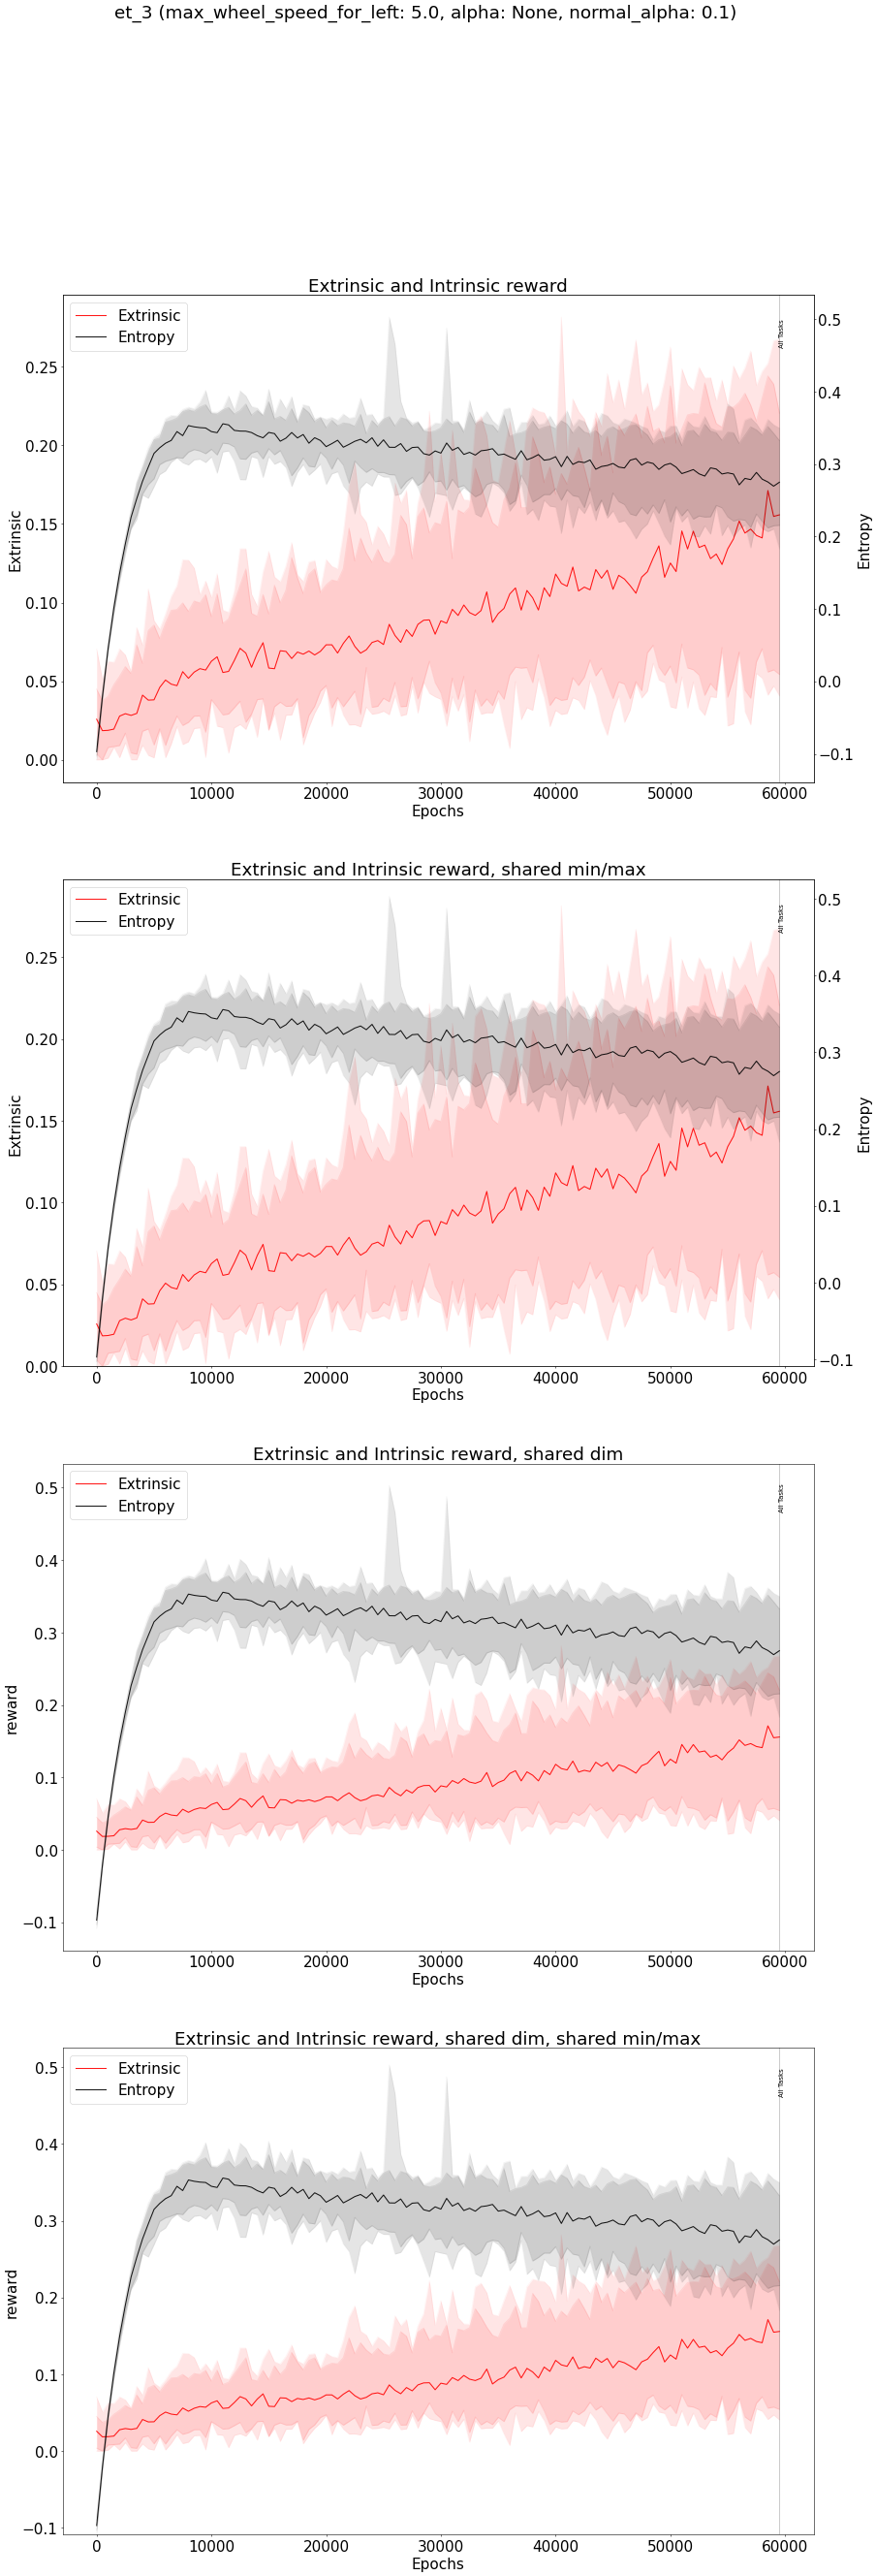 et_3 (max_wheel_speed_for_left: 5.0, alpha: None, normal_alpha: 0.1)
Extrinsic and Intrinsic reward
Extrinsic
Entropy
All Tasks
0.25
0.20
0.15
0.10
0.05
0.00
Extrinsic
0.5
0.4
0.3
0.2
0.1
0.0
−0.1
Entropy
0 10000 20000 30000 40000 50000 60000
Epochs
Extrinsic and Intrinsic reward, shared min/max
Extrinsic
Entropy
All Tasks
0.25
0.20
0.15
0.10
0.05
0.00
Extrinsic
0.5
0.4
0.3
0.2
0.1
0.0
−0.1
Entropy
0 10000 20000 30000 40000 50000 60000
Epochs
Extrinsic and Intrinsic reward, shared dim
Extrinsic
Entropy
All Tasks
0.5
0.4
0.3
0.2
0.1
0.0
−0.1
reward
0 10000 20000 30000 40000 50000 60000
Epochs
Extrinsic and Intrinsic reward, shared dim, shared min/max
Extrinsic
Entropy
All Tasks
0.5
0.4
0.3
0.2
0.1
0.0
−0.1
reward
0 10000 20000 30000 40000 50000 60000
Epochs